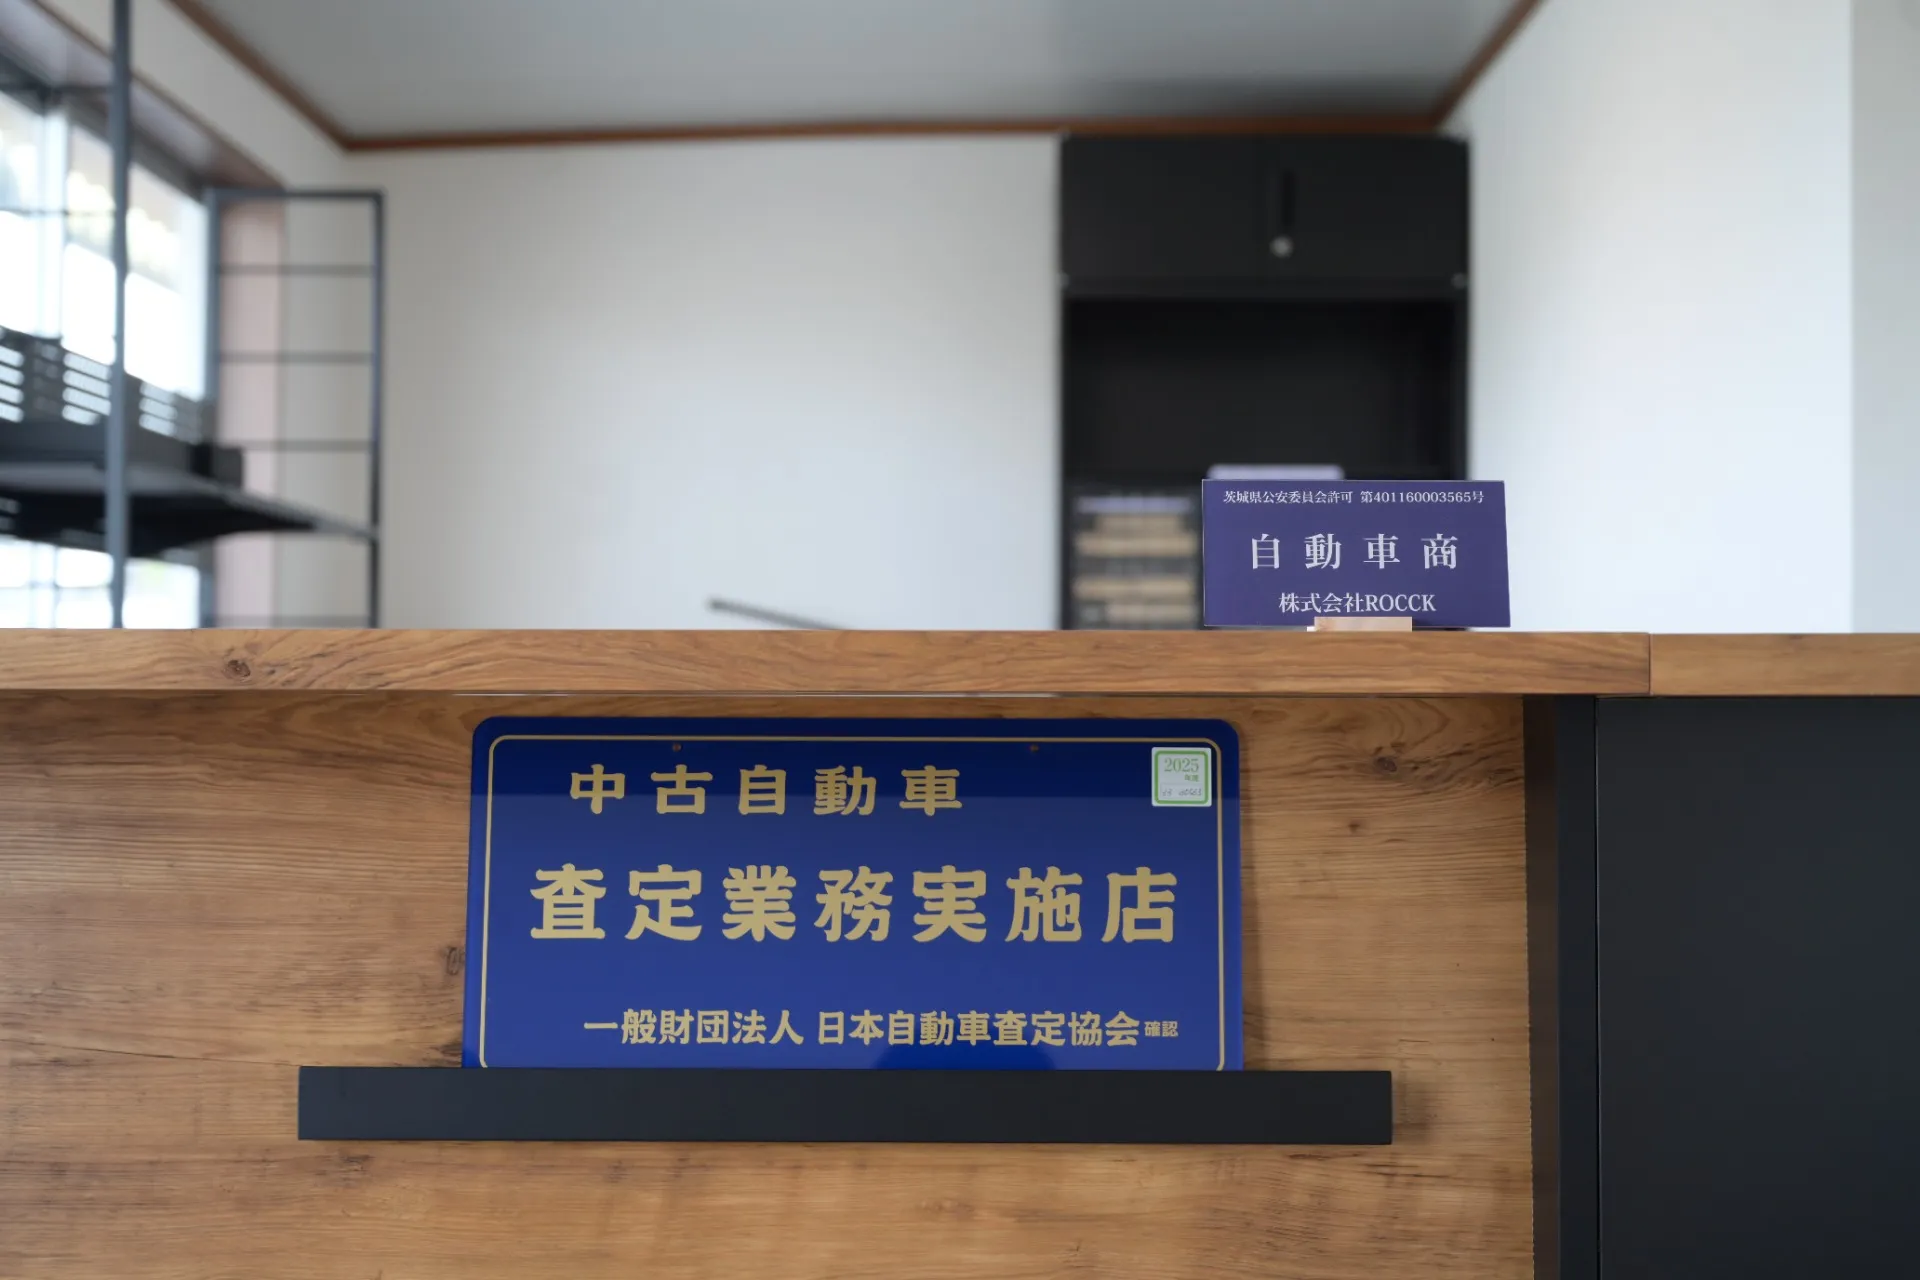 茨城県公安委員会許可 第401160003565号
自動車商
株式会社ROCCK
中古自動車
2025
年度
査定業務実施店
一般財団法人 日本自動車査定協会 確認